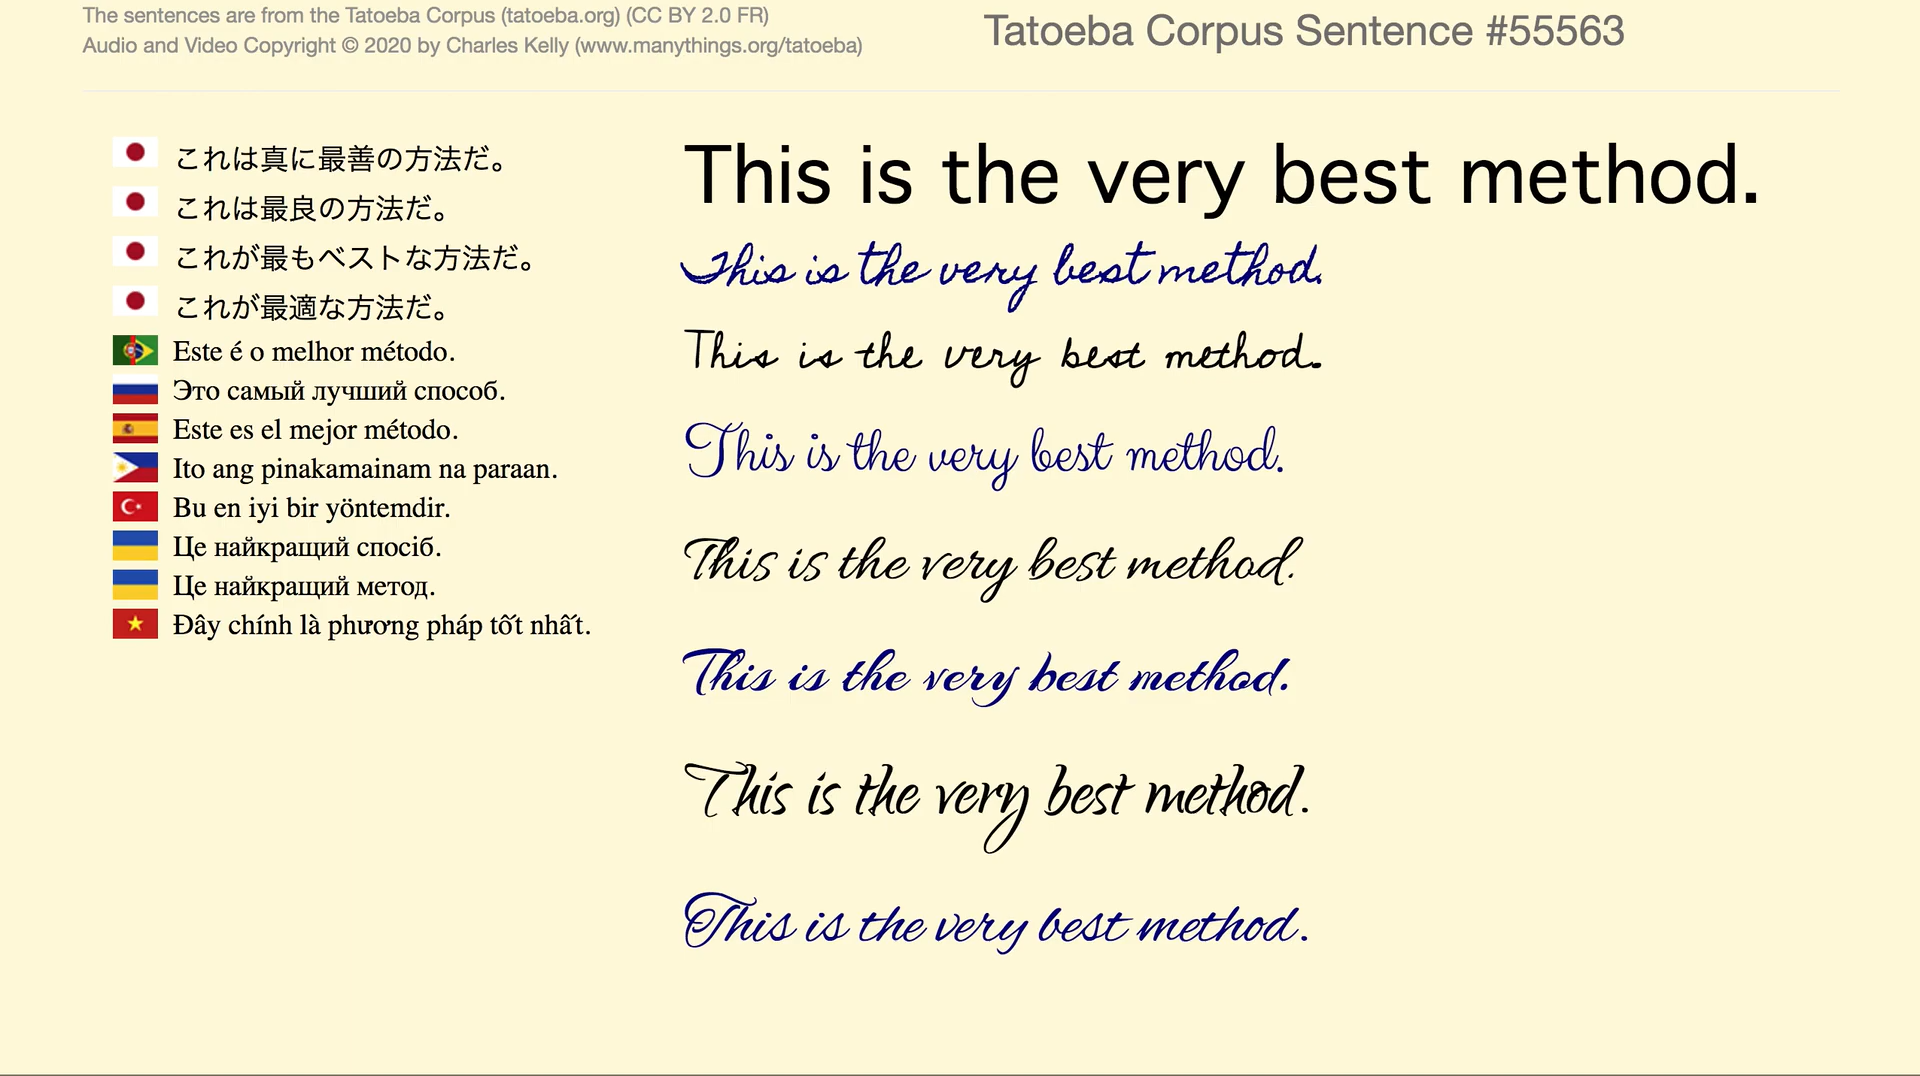 The sentences are from the Tatoeba Corpus (tatoeba.org) (CC BY 2.0 FR)
Audio and Video Copyright © 2020 by Charles Kelly (www.manythings.org/tatoeba)
Tatoeba Corpus Sentence #55563
これは真に最善の方法だ。
これは最良の方法だ。
これが最もベストな方法だ。
これが最適な方法だ。
Este é o melhor método.
Это самый лучший способ.
Este es el mejor método.
Ito ang pinakamainam na paraan.
Bu en iyi bir yöntemdir.
Це найкращий спосіб.
Це найкращий метод.
Đây chính là phương pháp tốt nhất.
This is the very best method.
This is the very best method.
This is the very best method.
This is the very best method.
This is the very best method.
This is the very best method.
This is the very best method.
This is the very best method.